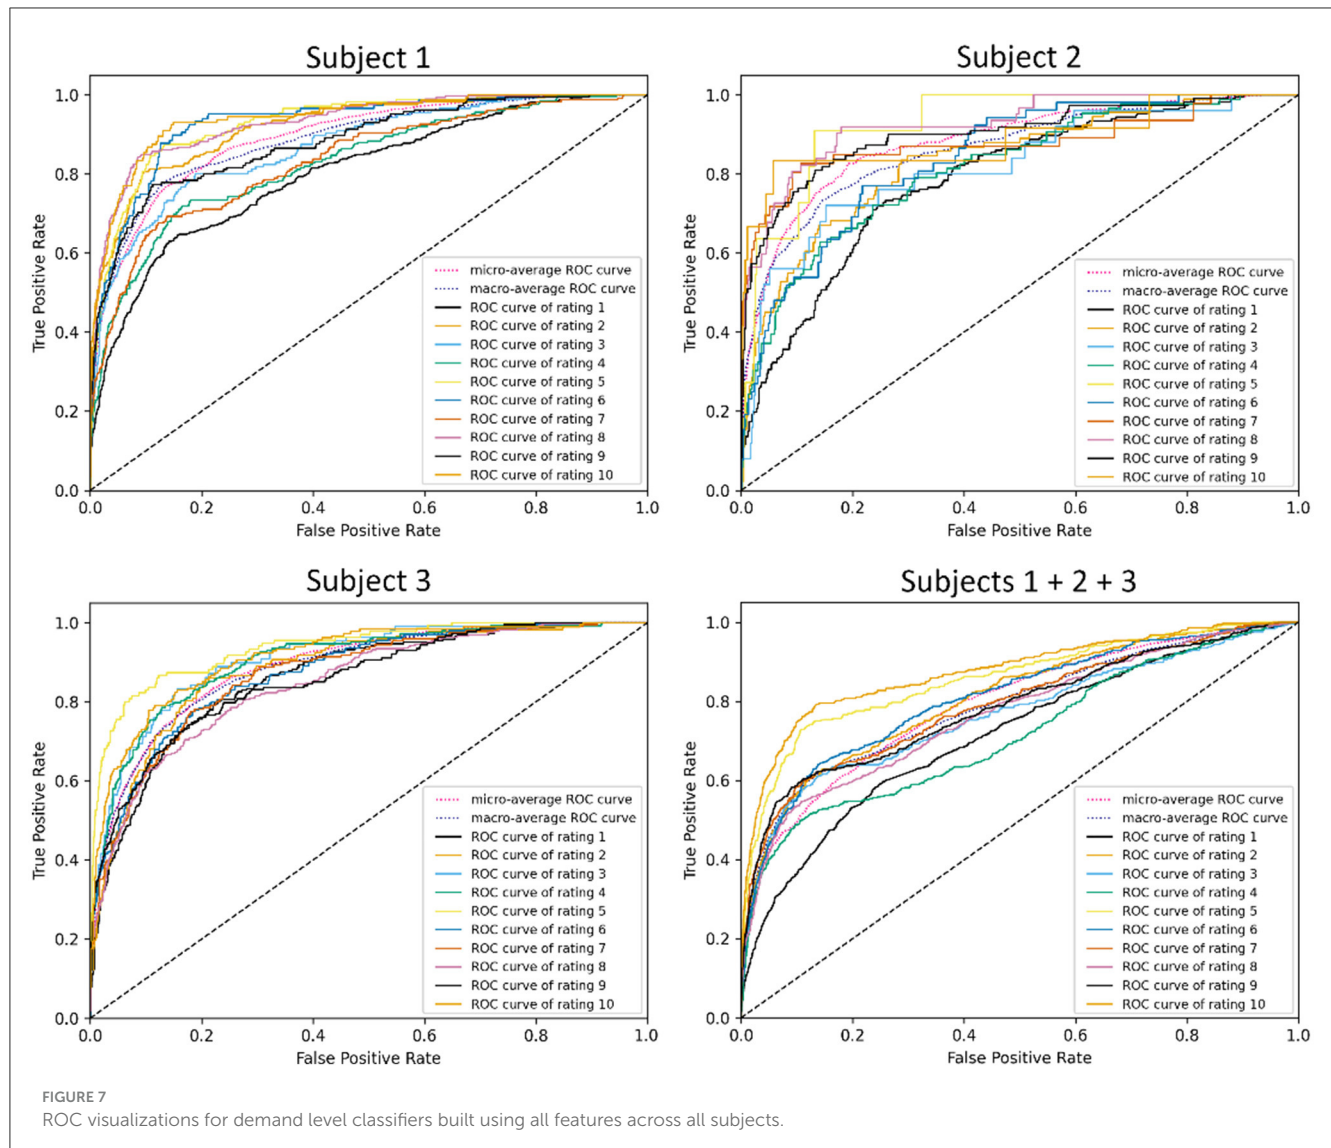 Subject 1
1.0
0.8
0.6
0.4
0.2
0.0
True Positive Rate
micro-average ROC curve
macro-average ROC curve
ROC curve of rating 1
ROC curve of rating 2
ROC curve of rating 3
ROC curve of rating 4
ROC curve of rating 5
ROC curve of rating 6
ROC curve of rating 7
ROC curve of rating 8
ROC curve of rating 9
ROC curve of rating 10
0.0 0.2 0.4 0.6 0.8 1.0
False Positive Rate
Subject 2
1.0
0.8
0.6
0.4
0.2
0.0
True Positive Rate
micro-average ROC curve
macro-average ROC curve
ROC curve of rating 1
ROC curve of rating 2
ROC curve of rating 3
ROC curve of rating 4
ROC curve of rating 5
ROC curve of rating 6
ROC curve of rating 7
ROC curve of rating 8
ROC curve of rating 9
ROC curve of rating 10
0.0 0.2 0.4 0.6 0.8 1.0
False Positive Rate
Subject 3
1.0
0.8
0.6
0.4
0.2
0.0
True Positive Rate
micro-average ROC curve
macro-average ROC curve
ROC curve of rating 1
ROC curve of rating 2
ROC curve of rating 3
ROC curve of rating 4
ROC curve of rating 5
ROC curve of rating 6
ROC curve of rating 7
ROC curve of rating 8
ROC curve of rating 9
ROC curve of rating 10
0.0 0.2 0.4 0.6 0.8 1.0
False Positive Rate
Subjects 1 + 2 + 3
1.0
0.8
0.6
0.4
0.2
0.0
True Positive Rate
micro-average ROC curve
macro-average ROC curve
ROC curve of rating 1
ROC curve of rating 2
ROC curve of rating 3
ROC curve of rating 4
ROC curve of rating 5
ROC curve of rating 6
ROC curve of rating 7
ROC curve of rating 8
ROC curve of rating 9
ROC curve of rating 10
0.0 0.2 0.4 0.6 0.8 1.0
False Positive Rate
FIGURE 7
ROC visualizations for demand level classifiers built using all features across all subjects.